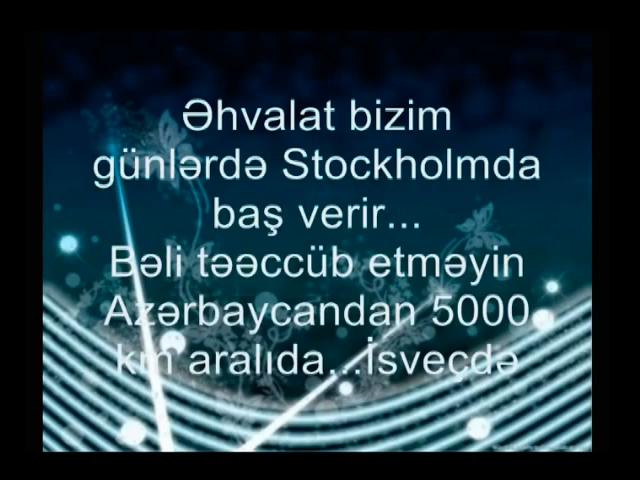 Əhvalat bizim
günlərdə Stockholmda
baş verir...
Bəli təəccüb etməyin
Azərbaycandan 5000
km aralıda...İsveçdə